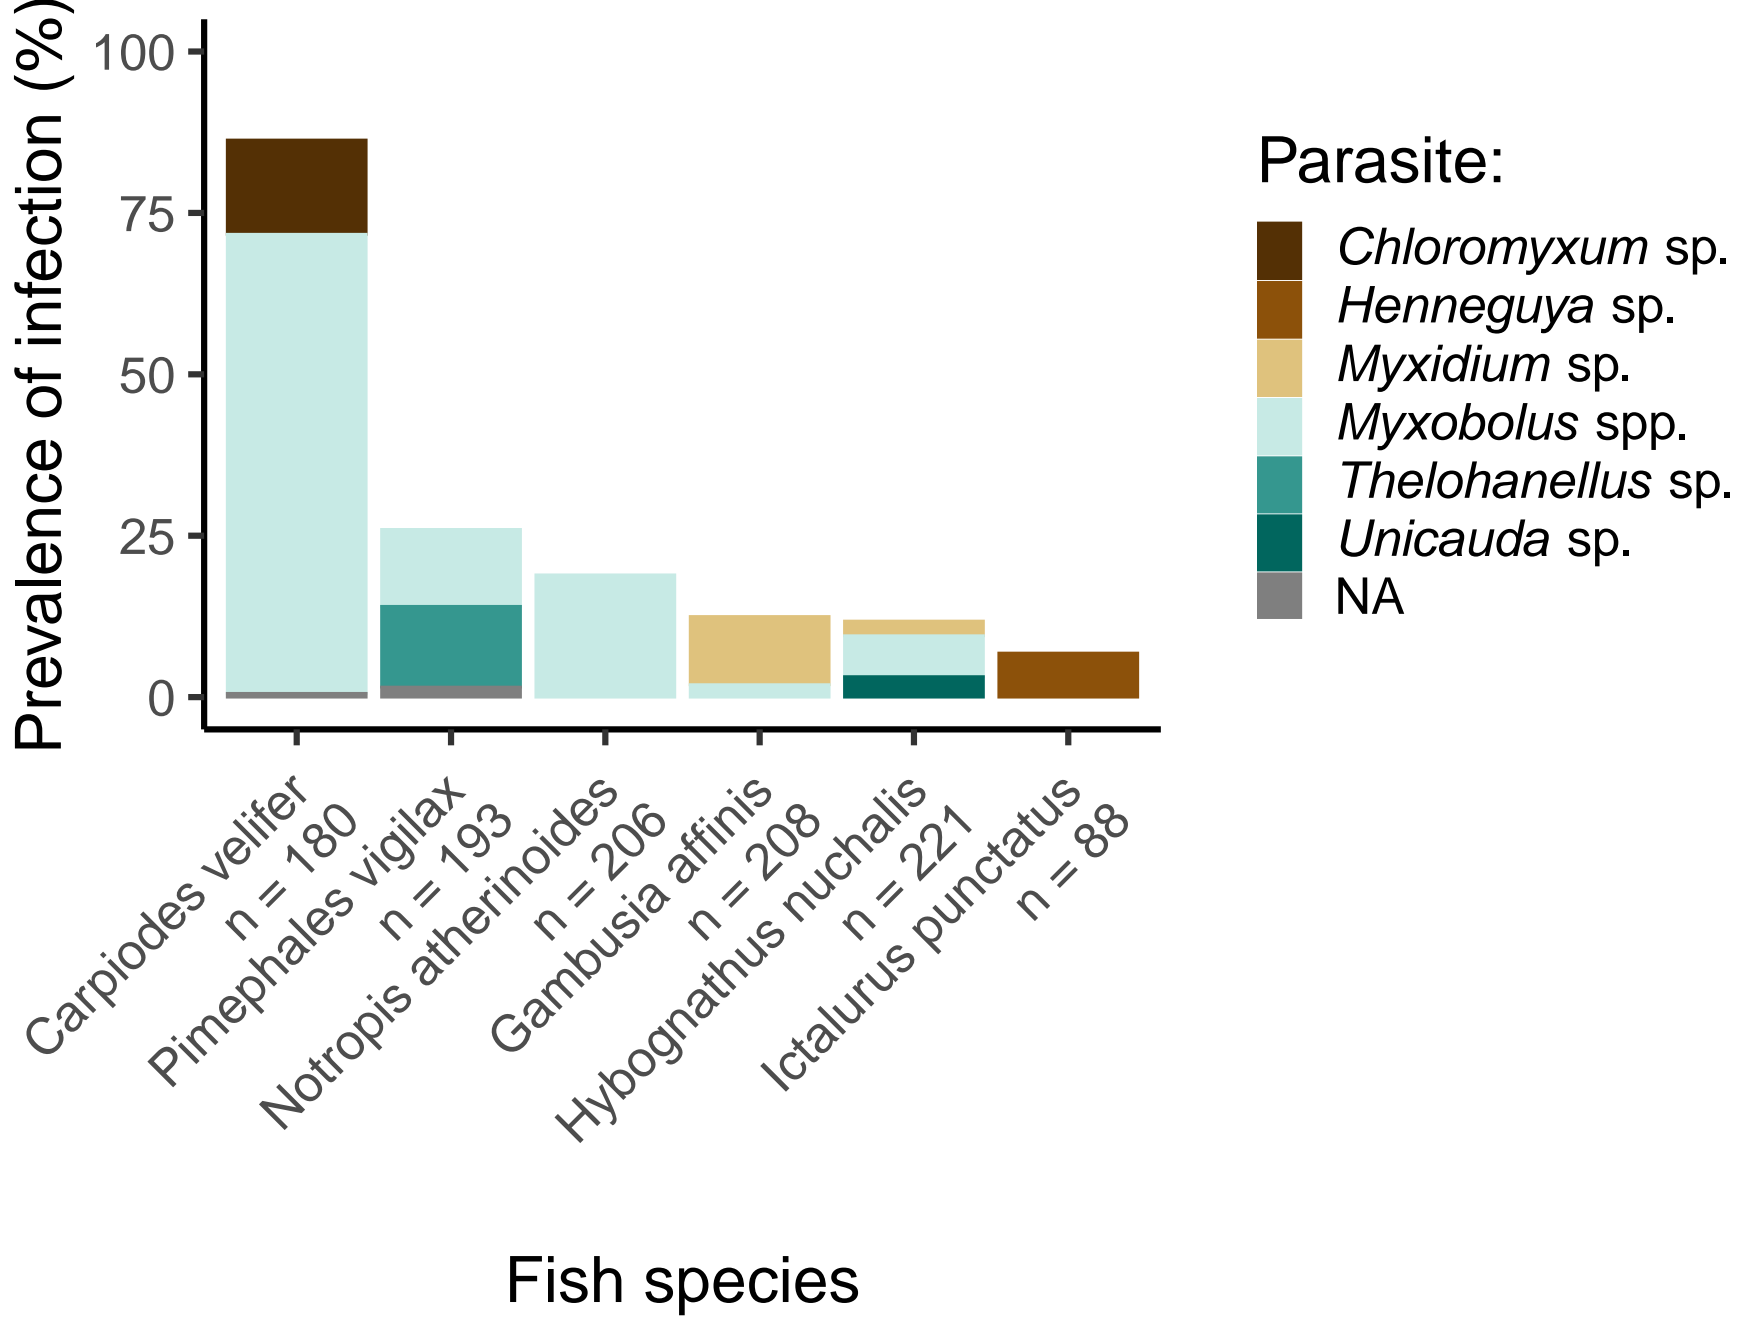 Prevalence of infection (%)
100
75
50
25
0
Carpiodes velifer
n = 180
Pimephales vigilax
n = 193
Notropis atherinoides
n = 206
Gambusia affinis
n = 208
Hybognathus nuchalis
n = 221
Ictalurus punctatus
n = 88
Fish species
Parasite:
Chloromyxum sp.
Henneguya sp.
Myxidium sp.
Myxobolus spp.
Thelohanellus sp.
Unicauda sp.
NA